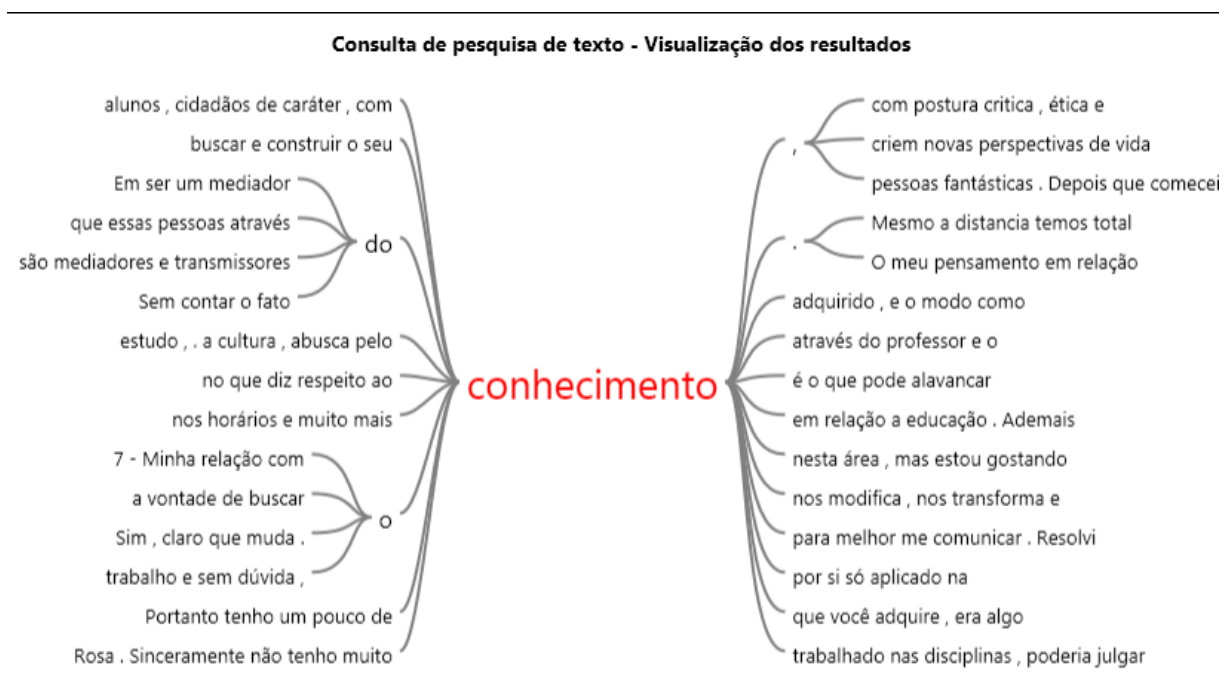 Consulta de pesquisa de texto - Visualização dos resultados
alunos , cidadãos de caráter , com
buscar e construir o seu
Em ser um mediador
que essas pessoas através
são mediadores e transmissores
Sem contar o fato
do
estudo , . a cultura , abusca pelo
no que diz respeito ao
nos horários e muito mais
7 - Minha relação com
a vontade de buscar
Sim , claro que muda .
trabalho e sem dúvida ,
o
Portanto tenho um pouco de
Rosa . Sinceramente não tenho muito
conhecimento
,
com postura critica , ética e
criem novas perspectivas de vida
pessoas fantásticas . Depois que comecei
.
Mesmo a distancia temos total
O meu pensamento em relação
adquirido , e o modo como
através do professor e o
é o que pode alavancar
em relação a educação . Ademais
nesta área , mas estou gostando
nos modifica , nos transforma e
para melhor me comunicar . Resolvi
por si só aplicado na
que você adquire , era algo
trabalhado nas disciplinas , poderia julgar